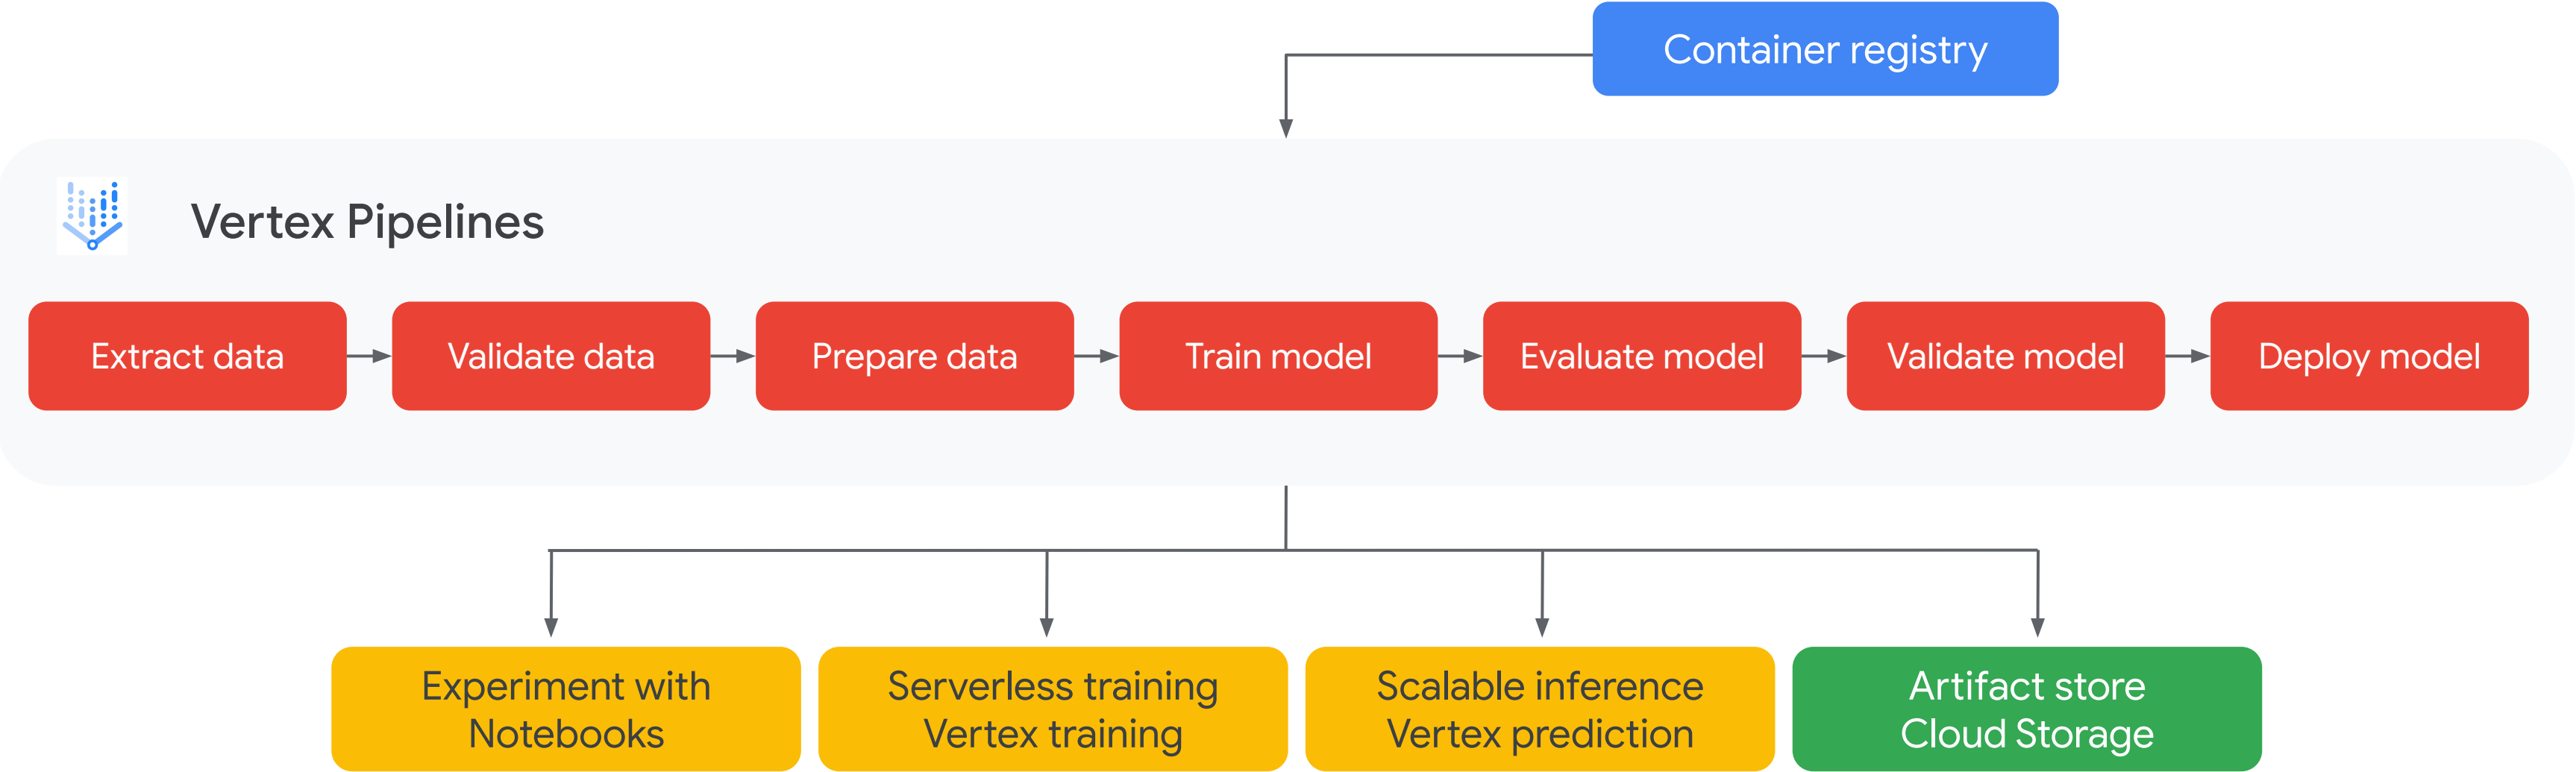 Container registry
Vertex Pipelines
Extract data
Validate data
Prepare data
Train model
Evaluate model
Validate model
Deploy model
Experiment with
Notebooks
Serverless training
Vertex training
Scalable inference
Vertex prediction
Artifact store
Cloud Storage